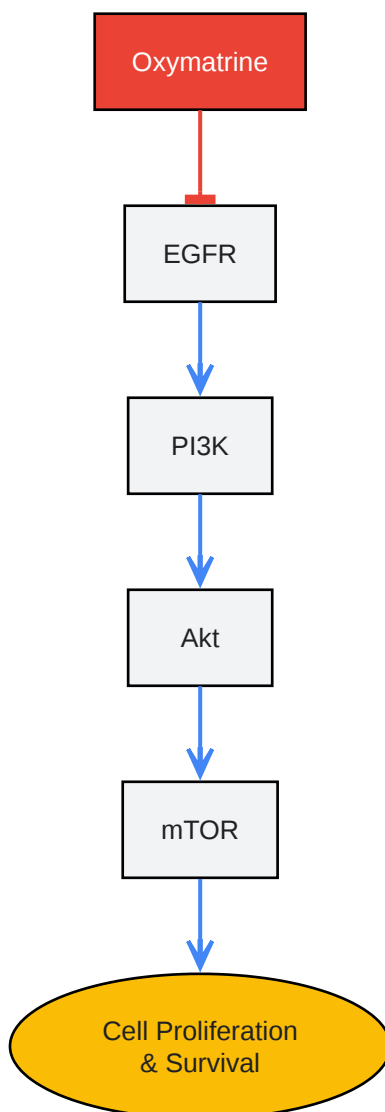 Oxymatrine
EGFR
PI3K
Akt
mTOR
Cell Proliferation
& Survival